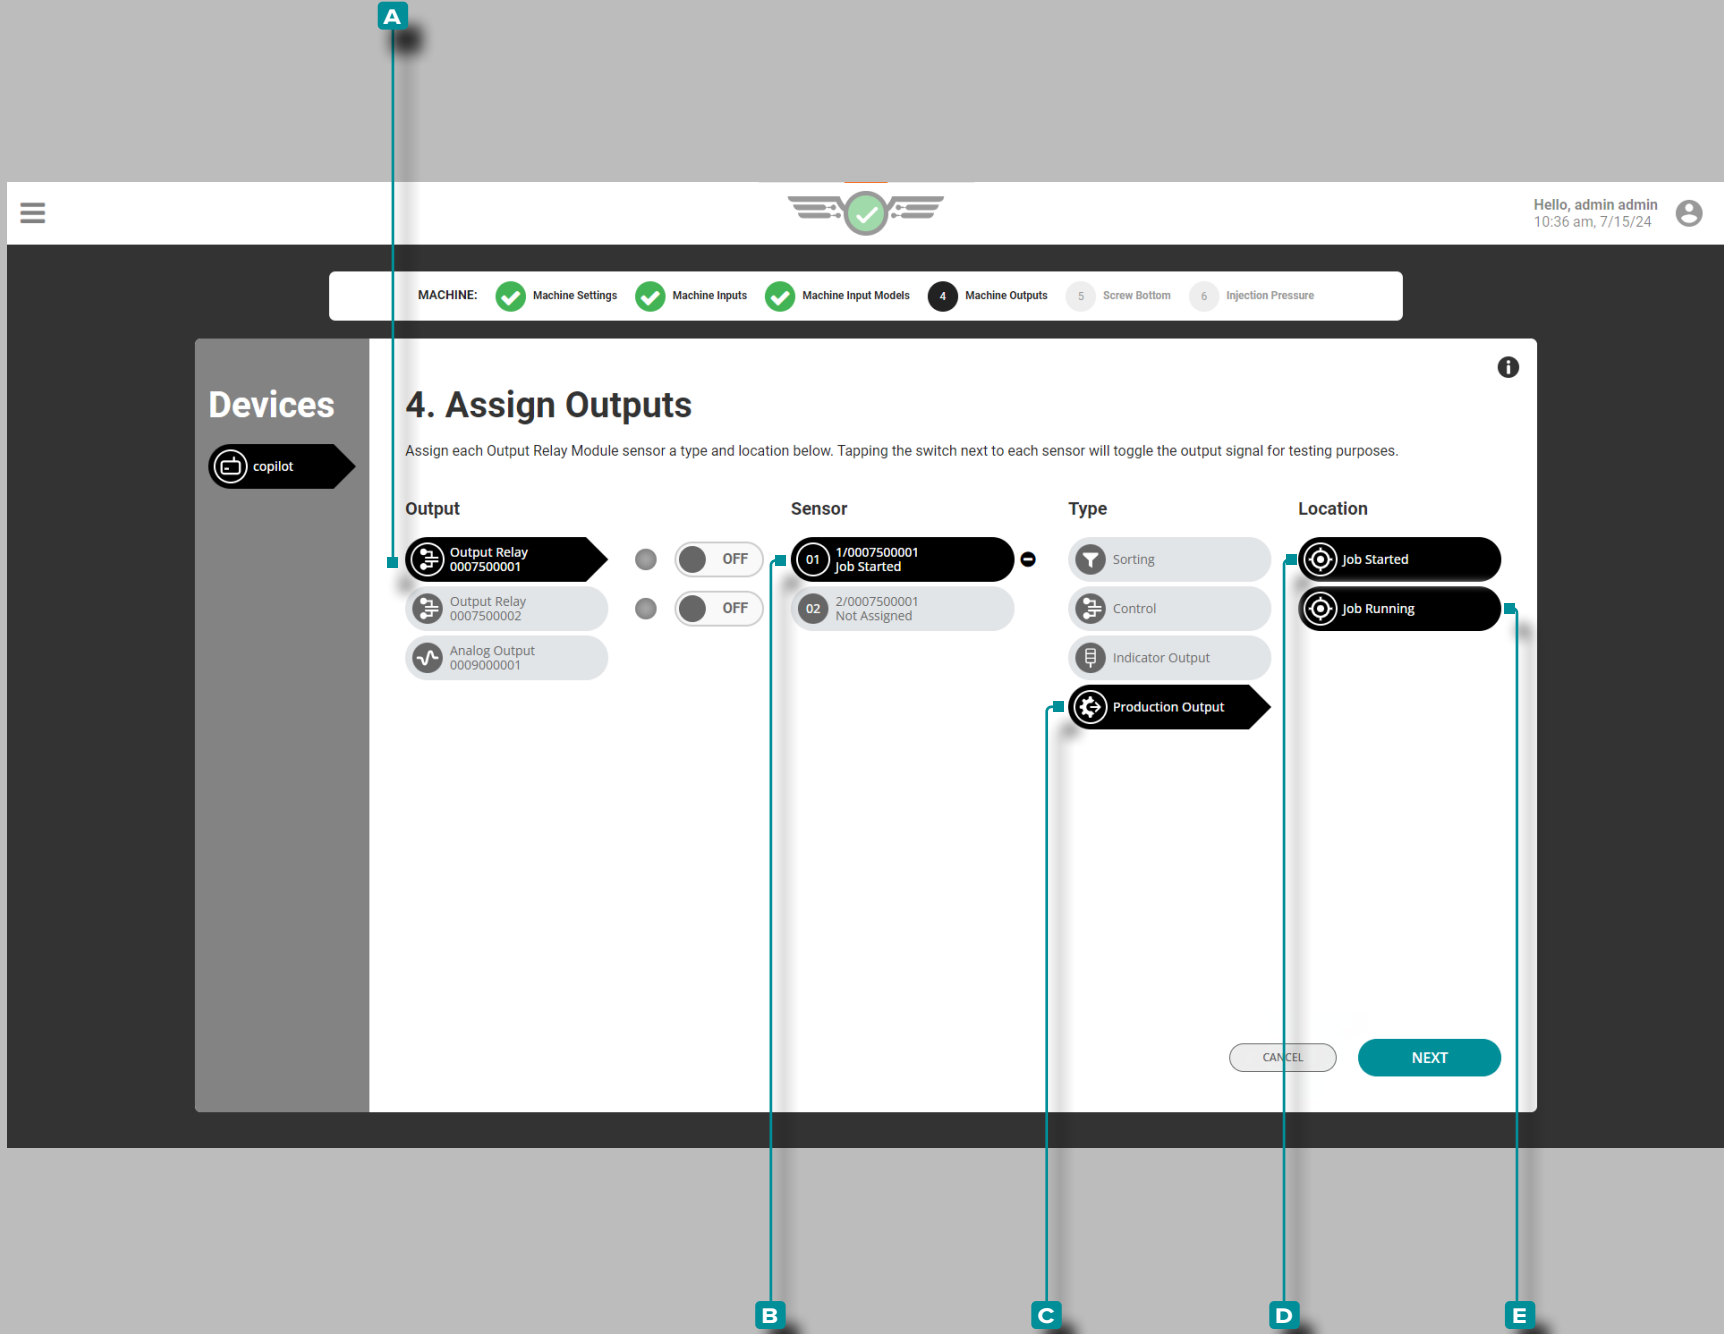 A
Hello, admin admin
10:36 am, 7/15/24
MACHINE: Machine Settings Machine Inputs Machine Input Models 4 Machine Outputs 5 Screw Bottom 6 Injection Pressure
Devices
copilot
4. Assign Outputs
Assign each Output Relay Module sensor a type and location below. Tapping the switch next to each sensor will toggle the output signal for testing purposes.
Output
Output Relay
0007500001
Output Relay
0007500002
Analog Output
0009000001
OFF
OFF
Sensor
01 1/0007500001
Job Started
02 2/0007500001
Not Assigned
Type
Sorting
Control
Indicator Output
Production Output
Location
Job Started
Job Running
CANCEL
NEXT
B
C
D
E